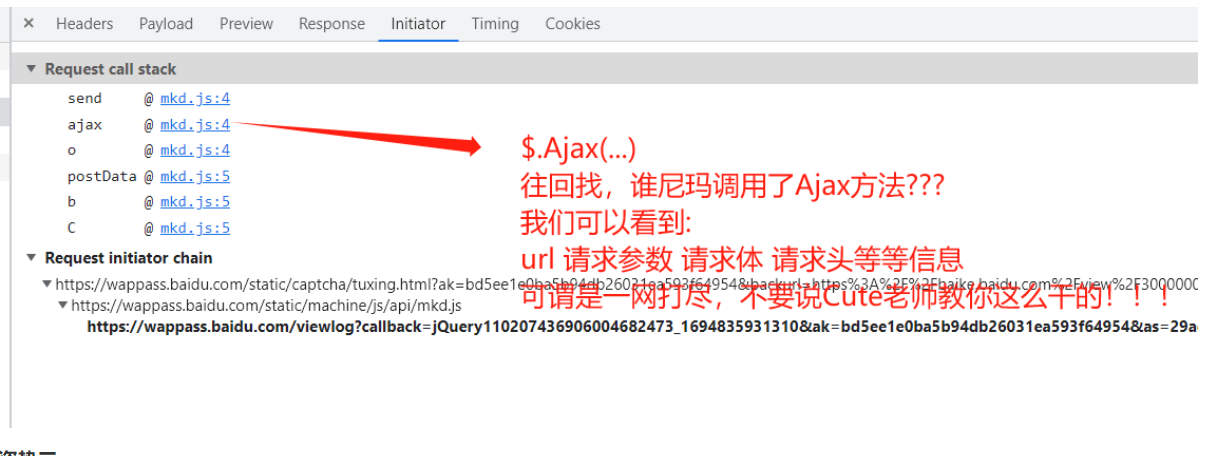 × Headers Payload Preview Response Initiator Timing Cookies
▼ Request call stack
send @ mkd.js:4
ajax @ mkd.js:4
o @ mkd.js:4
postData @ mkd.js:5
b @ mkd.js:5
C @ mkd.js:5
$.Ajax(...)
往回找，谁尼玛调用了Ajax方法???
我们可以看到:
url 请求参数 请求体 请求头等等信息
可谓是一网打尽，不要说Cute老师教你这么干的！！！
▼ Request initiator chain
▼ https://wappass.baidu.com/static/captcha/tuxing.html?ak=bd5ee1e0ba5b94db26031ea593f64954&backurl=https%3A%2F%2Fbaike.baidu.com%2Fview%2F3000000
▼ https://wappass.baidu.com/static/machine/js/api/mkd.js
https://wappass.baidu.com/viewlog?callback=jQuery110207436906004682473_1694835931310&ak=bd5ee1e0ba5b94db26031ea593f64954&as=29a